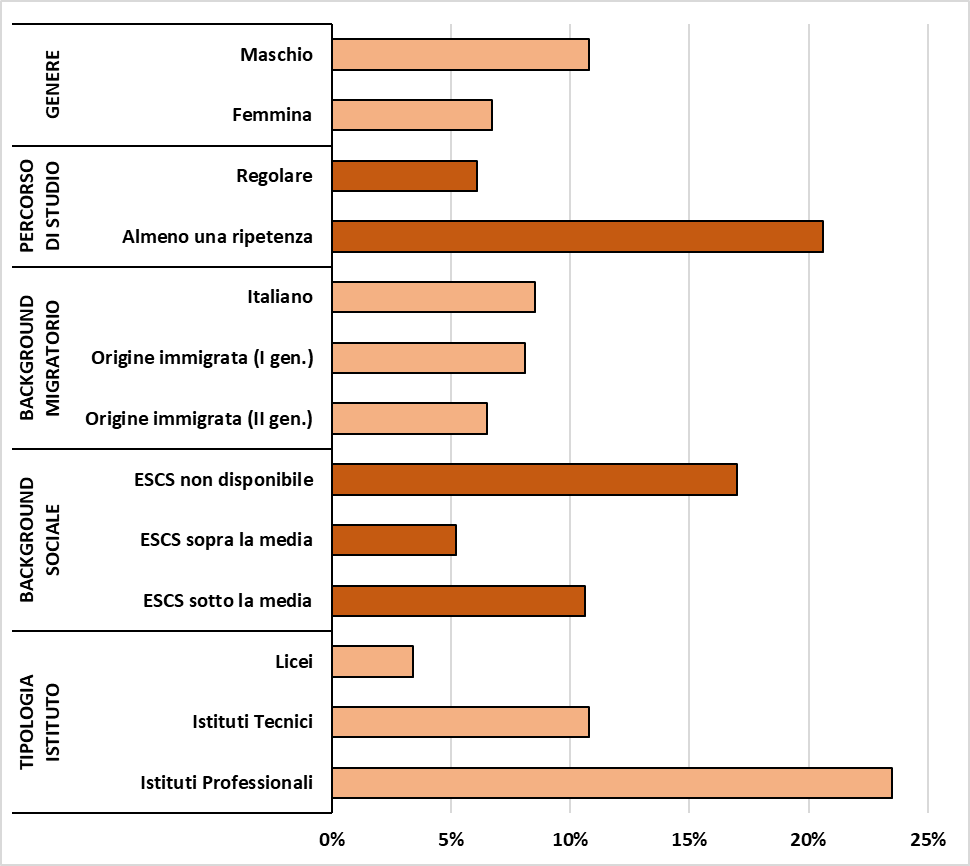 GENERE
Maschio
Femmina
PERCORSO
DI STUDIO
Regolare
Almeno una ripetenza
BACKGROUND
MIGRATORIO
Italiano
Origine immigrata (I gen.)
Origine immigrata (II gen.)
BACKGROUND
SOCIALE
ESCS non disponibile
ESCS sopra la media
ESCS sotto la media
TIPOLOGIA
ISTITUTO
Licei
Istituti Tecnici
Istituti Professionali
0% 5% 10% 15% 20% 25%